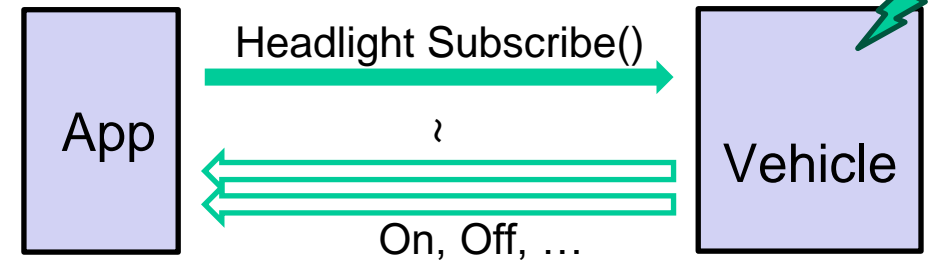 Headlight Subscribe()
App
~
Vehicle
On, Off, …